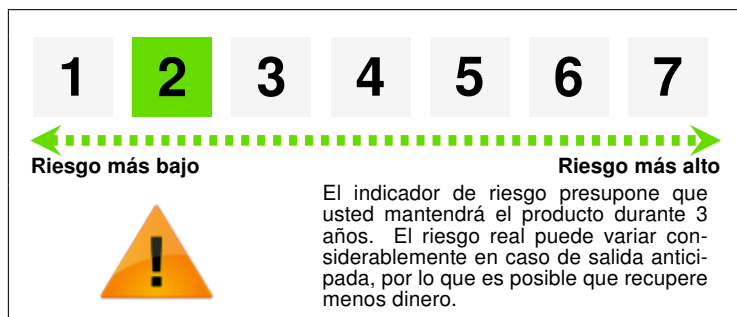 1 2 3 4 5 6 7
Riesgo más bajo Riesgo más alto
El indicador de riesgo presupone que
usted mantendrá el producto durante 3
años. El riesgo real puede variar con-
siderablemente en caso de salida antici-
pada, por lo que es posible que recupere
menos dinero.